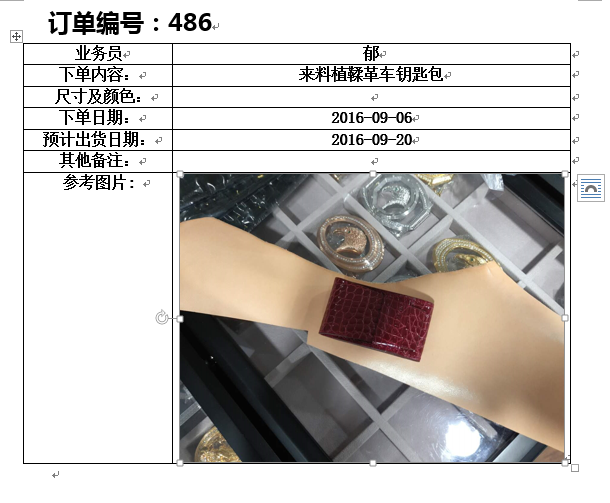 订单编号：486
业务员 郁
下单内容： 来料植鞣革车钥匙包
尺寸及颜色：
下单日期： 2016-09-06
预计出货日期： 2016-09-20
其他备注：
参考图片: